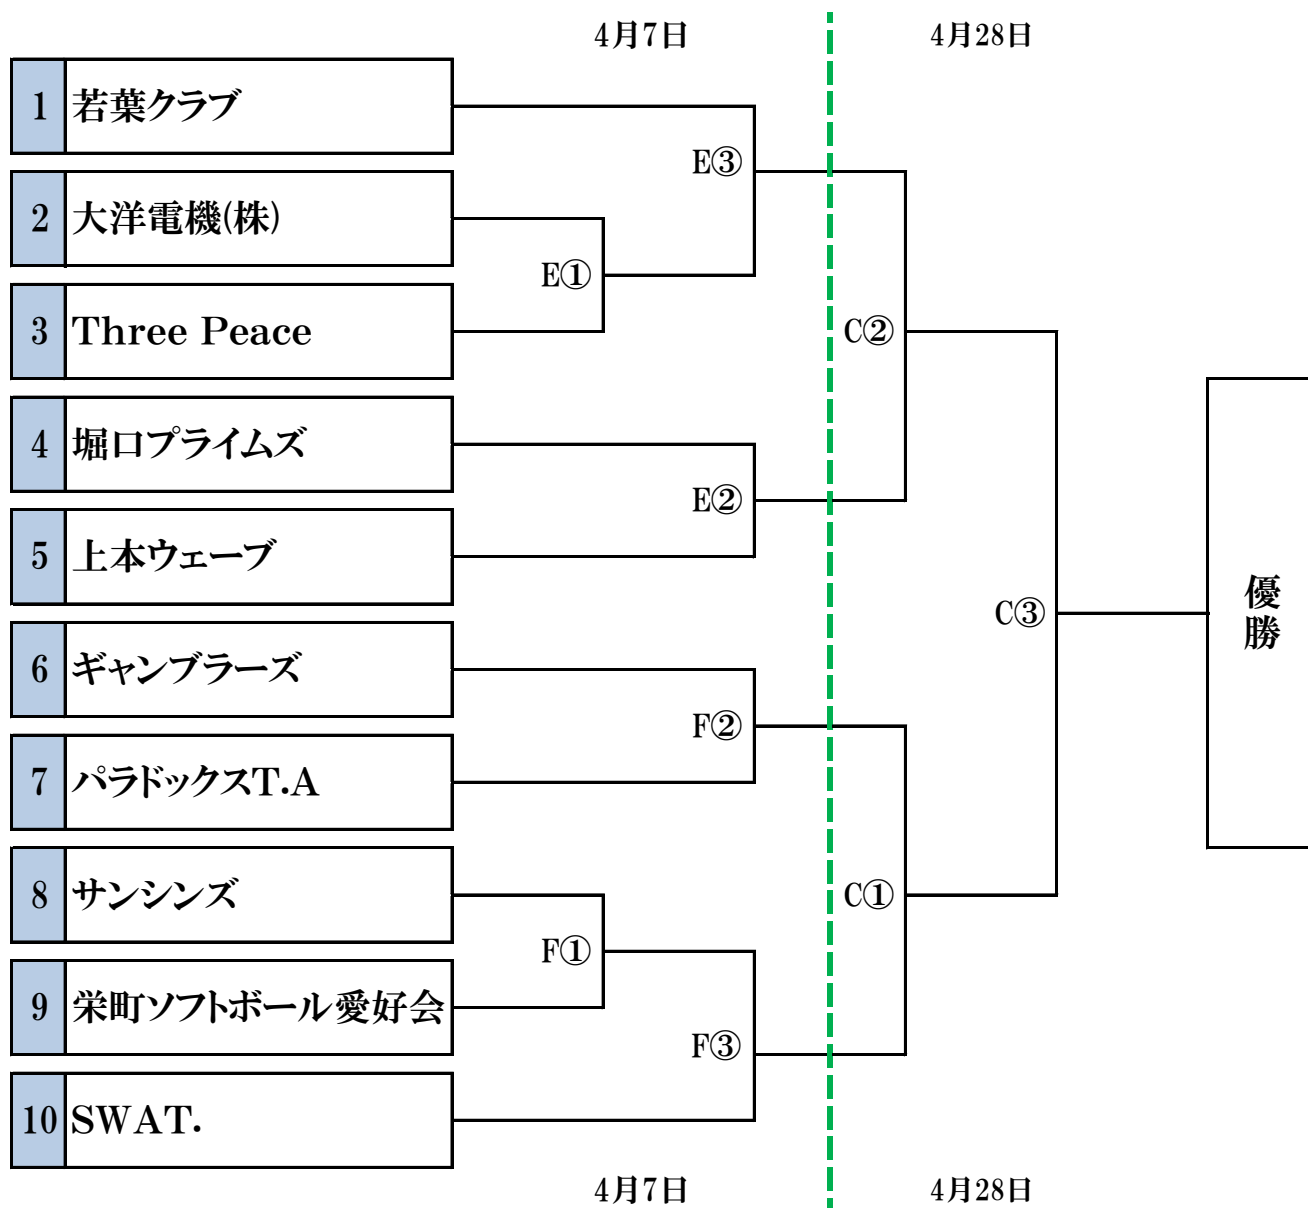 4月7日
4月28日
1 若葉クラブ
E③
2 大洋電機(株)
E①
3 Three Peace
C②
4 堀口プライムズ
E②
5 上本ウェーブ
優勝
C③
6 ギャンブラーズ
F②
7 パラドックスT.A
8 サンシンズ
C①
F①
9 栄町ソフトボール愛好会
F③
10 SWAT.
4月7日
4月28日